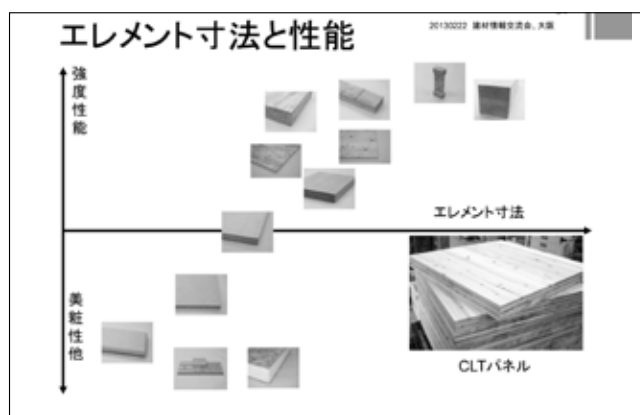 エレメント寸法と性能
20130222 建材情報交流会、大阪
強度性能
エレメント寸法
美粧性他
CLTパネル